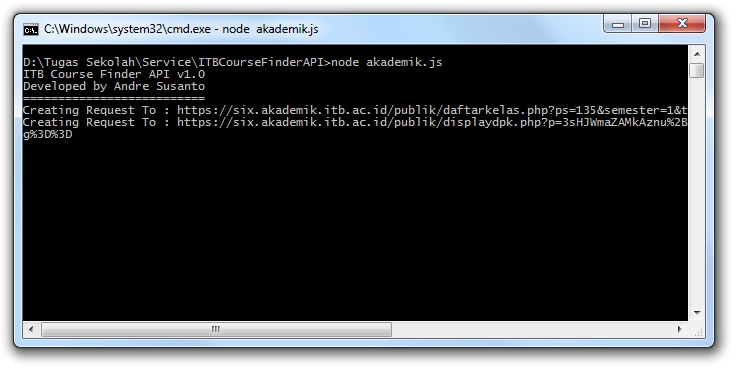 C:\Windows\system32\cmd.exe - node  akademik.js
D:\Tugas Sekolah\Service\ITBCourseFinderAPI>node akademik.js
ITB Course Finder API v1.0
Developed by Andre Susanto
==========================
Creating Request To : https://six.akademik.itb.ac.id/publik/daftarkelas.php?ps=135&semester=1&t
Creating Request To : https://six.akademik.itb.ac.id/publik/displaydpk.php?p=3sHJWmaZAMkAznu%2B
g%3D%3D